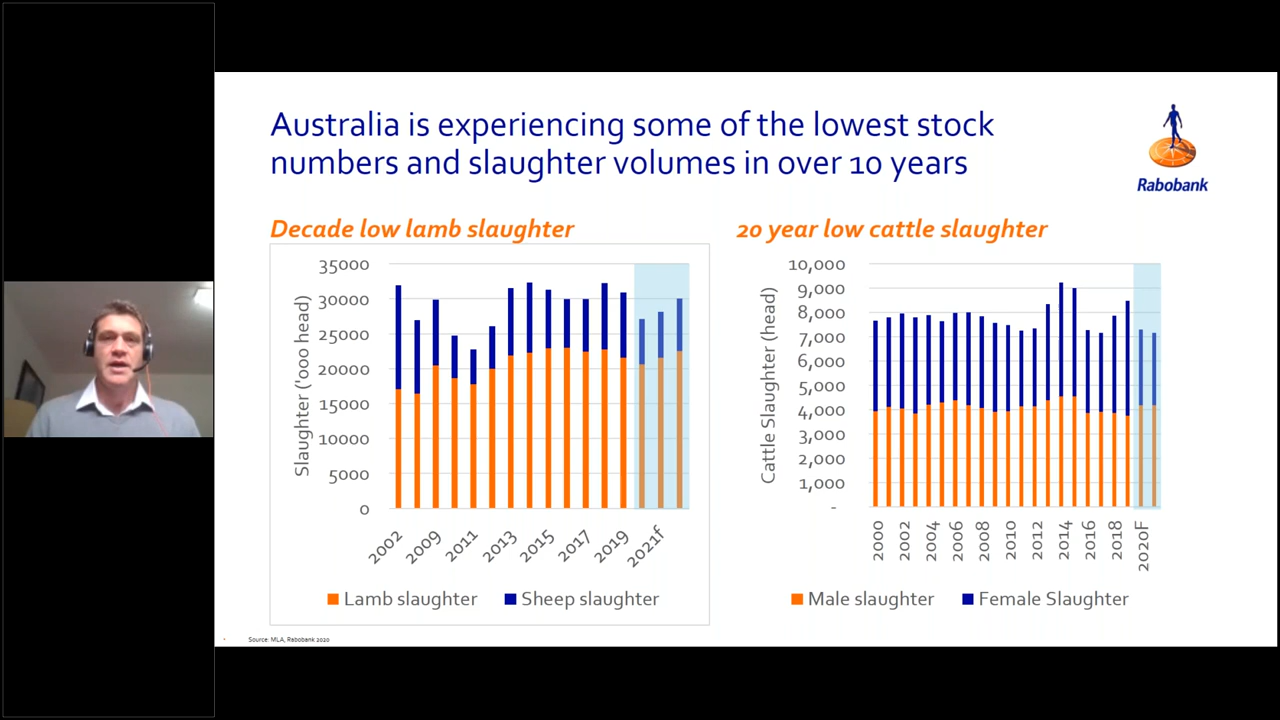 Australia is experiencing some of the lowest stock
numbers and slaughter volumes in over 10 years
Rabobank
Decade low lamb slaughter
Slaughter ('000 head)
35000
30000
25000
20000
15000
10000
5000
0
2002
2009
2011
2013
2015
2017
2019
2021f
Lamb slaughter
Sheep slaughter
20 year low cattle slaughter
Cattle Slaughter (head)
10,000
9,000
8,000
7,000
6,000
5,000
4,000
3,000
2,000
1,000
-
2000
2002
2004
2006
2008
2010
2012
2014
2016
2018
2020F
Male slaughter
Female Slaughter
Source: MLA, Rabobank 2020